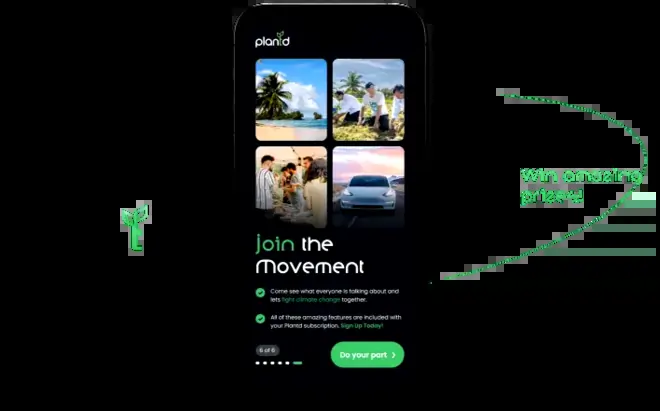 plantd
Join the
Movement
Come see what everyone is talking about and
lets fight climate change together.
All of these amazing features are included with
your Plantd subscription. Sign Up Today!
6 of 6
Do your part
Win amazing
prizes!